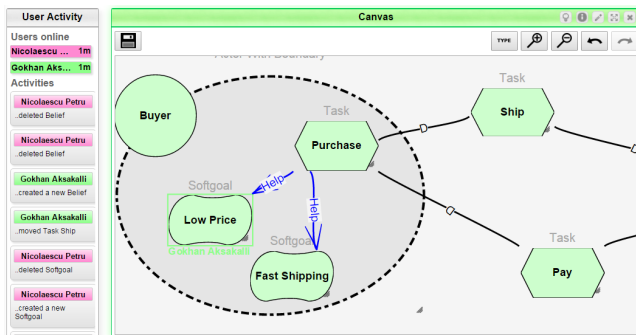 User Activity
Users online
Nicolaescu ... 1m
Gokhan Aks... 1m
Activities
Nicolaescu Petru
..deleted Belief
Nicolaescu Petru
..deleted Belief
Gokhan Aksakalli
..created a new Belief
Gokhan Aksakalli
..moved Task Ship
Nicolaescu Petru
..deleted Softgoal
Nicolaescu Petru
..created a new
Softgoal
Canvas
TYPE
Actor With Boundary
Buyer
Task
Purchase
Task
Ship
D
D
Softgoal
Low Price
Gokhan Aksakalli
Help
Help
Softgoal
Fast Shipping
Task
Pay